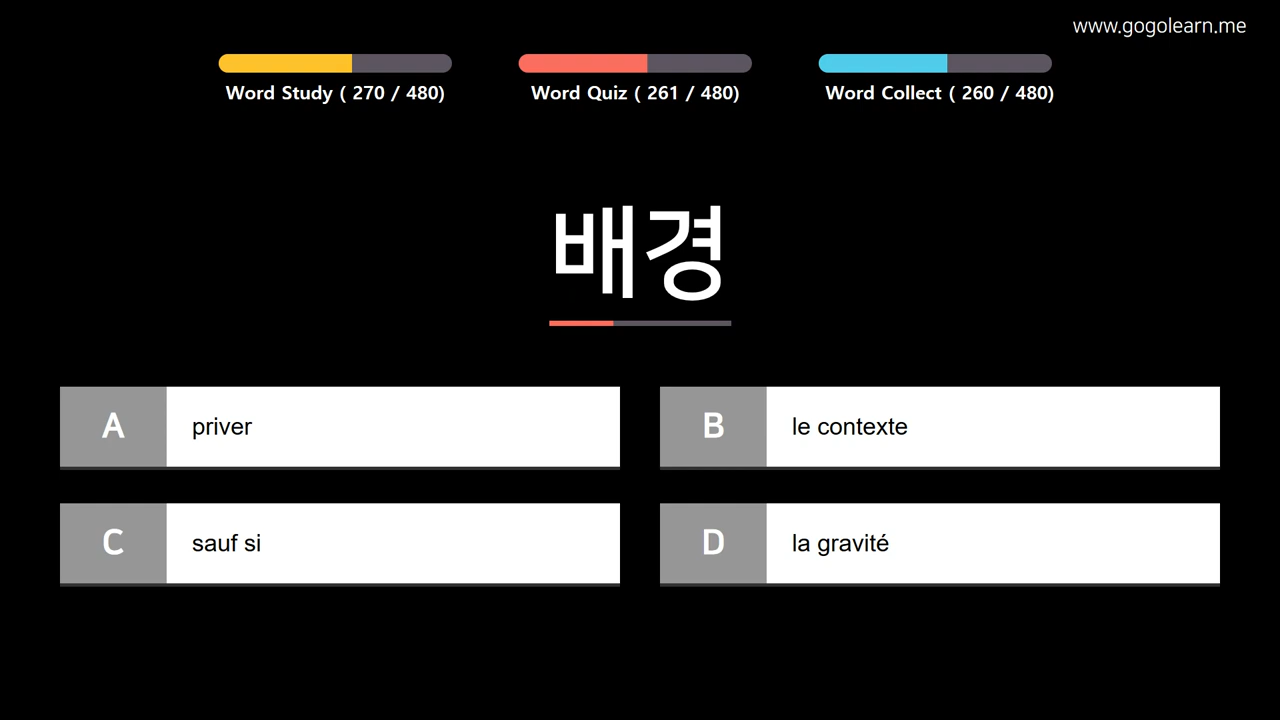 www.gogolearn.me
Word Study ( 270 / 480)
Word Quiz ( 261 / 480)
Word Collect ( 260 / 480)
배경
A priver
B le contexte
C sauf si
D la gravité